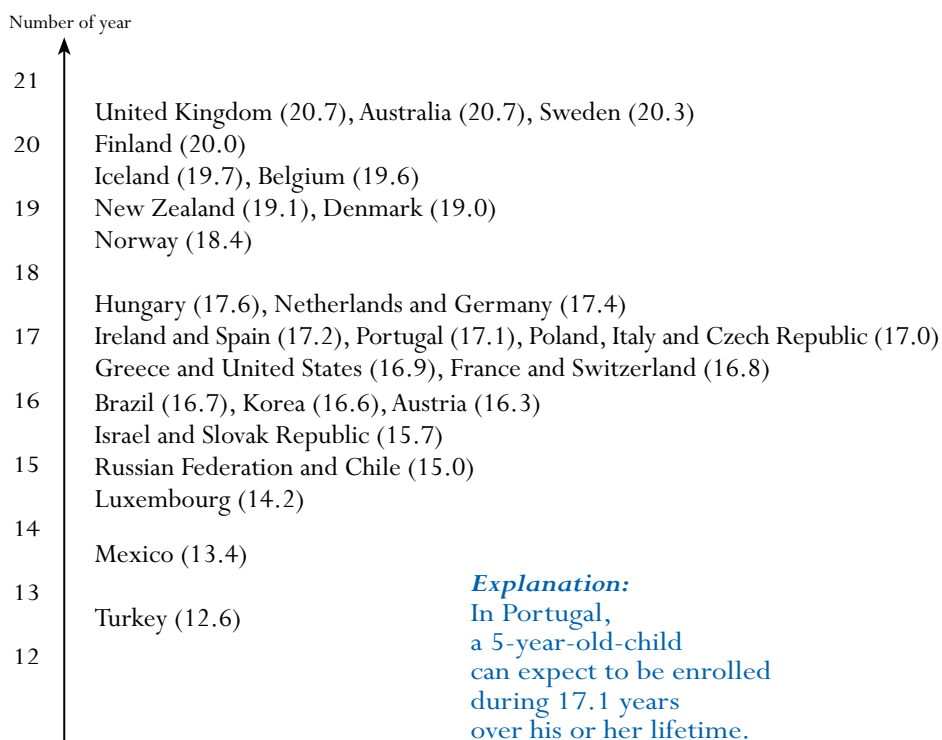 Number of year
21
United Kingdom (20.7), Australia (20.7), Sweden (20.3)
20 Finland (20.0)
Iceland (19.7), Belgium (19.6)
19 New Zealand (19.1), Denmark (19.0)
Norway (18.4)
18
Hungary (17.6), Netherlands and Germany (17.4)
17 Ireland and Spain (17.2), Portugal (17.1), Poland, Italy and Czech Republic (17.0)
Greece and United States (16.9), France and Switzerland (16.8)
16 Brazil (16.7), Korea (16.6), Austria (16.3)
Israel and Slovak Republic (15.7)
15 Russian Federation and Chile (15.0)
Luxembourg (14.2)
14
Mexico (13.4)
13
Turkey (12.6)
12
Explanation:
In Portugal,
a 5-year-old-child
can expect to be enrolled
during 17.1 years
over his or her lifetime.